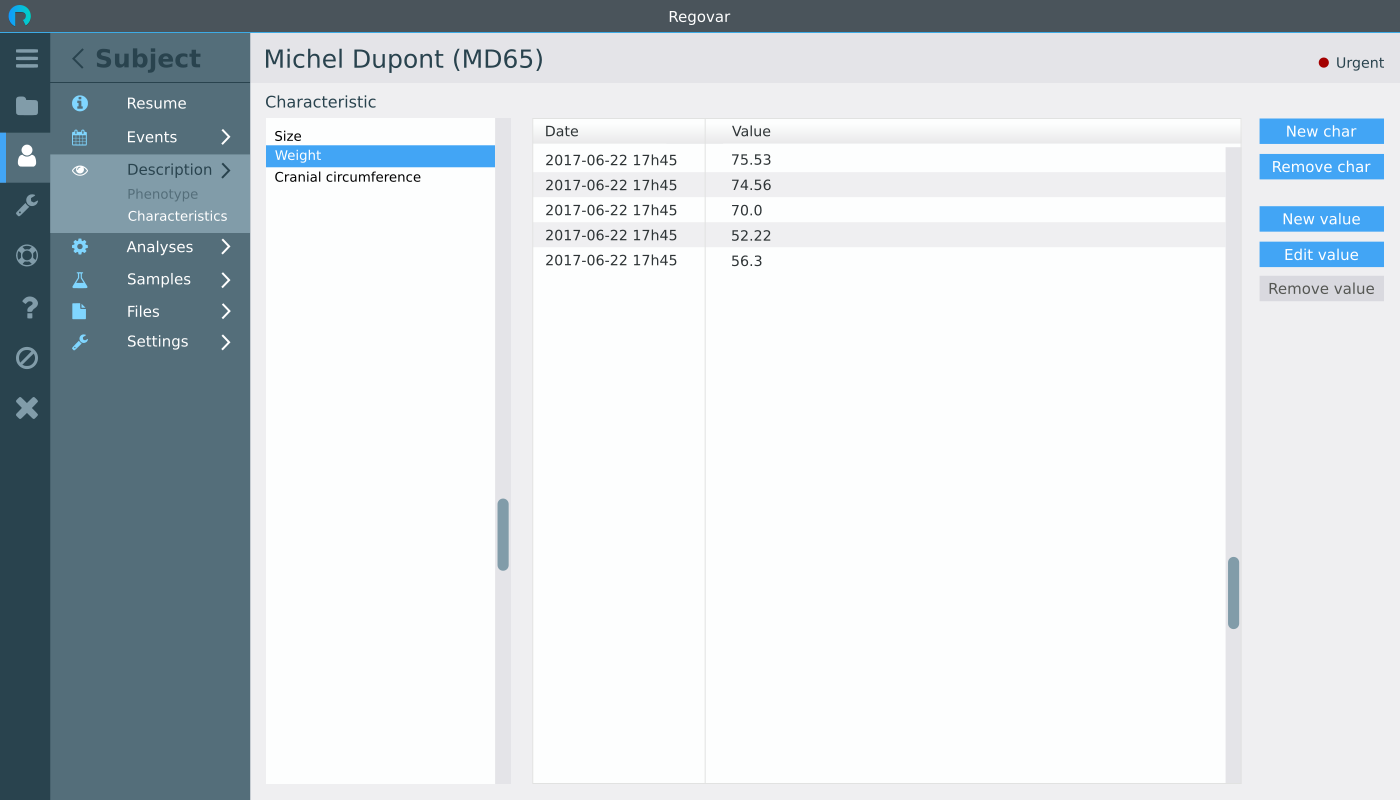 Regovar
Subject
Michel Dupont (MD65)
Urgent
Resume
Events
Description
Phenotype
Characteristics
Analyses
Samples
Files
Settings
Characteristic
Size
Weight
Cranial circumference
Date Value
2017-06-22 17h45 75.53
2017-06-22 17h45 74.56
2017-06-22 17h45 70.0
2017-06-22 17h45 52.22
2017-06-22 17h45 56.3
New char
Remove char
New value
Edit value
Remove value